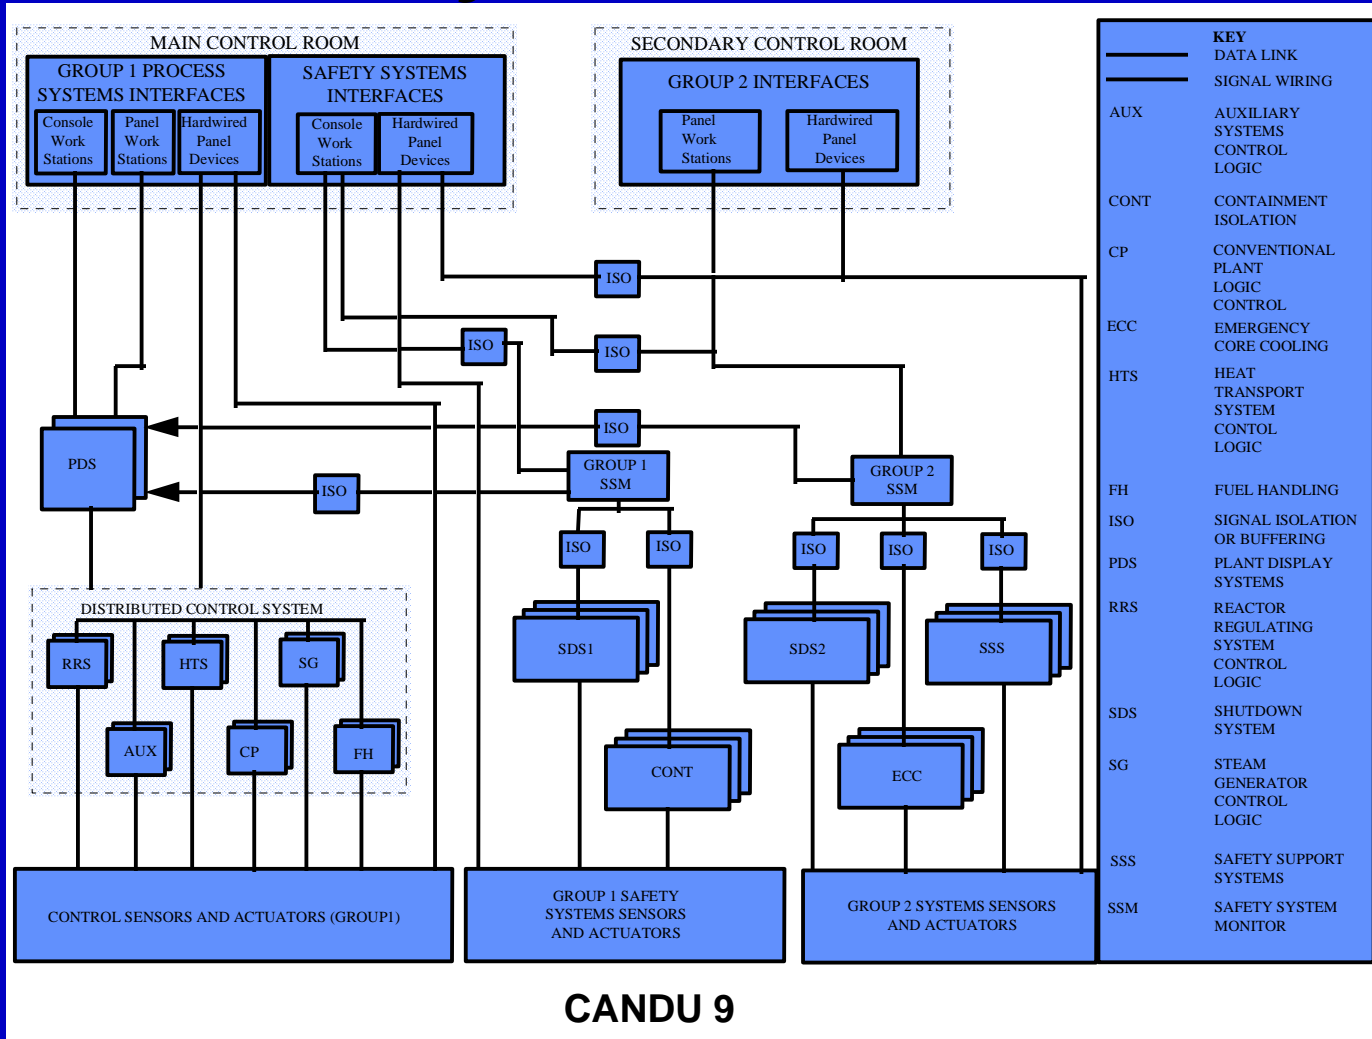 MAIN CONTROL ROOM
GROUP 1 PROCESS
SYSTEMS INTERFACES
Console
Work
Stations
Panel
Work
Stations
Hardwired
Panel
Devices
SAFETY SYSTEMS
INTERFACES
Console
Work
Stations
Hardwired
Panel
Devices
SECONDARY CONTROL ROOM
GROUP 2 INTERFACES
Panel
Work
Stations
Hardwired
Panel
Devices
ISO
ISO
ISO
ISO
PDS
ISO
GROUP 1
SSM
GROUP 2
SSM
ISO
ISO
ISO
ISO
ISO
DISTRIBUTED CONTROL SYSTEM
RRS
HTS
SG
AUX
CP
FH
SDS1
CONT
SDS2
SSS
ECC
CONTROL SENSORS AND ACTUATORS (GROUP1)
GROUP 1 SAFETY
SYSTEMS SENSORS
AND ACTUATORS
GROUP 2 SYSTEMS SENSORS
AND ACTUATORS
KEY
DATA LINK
SIGNAL WIRING
AUX AUXILIARY
SYSTEMS
CONTROL
LOGIC
CONT CONTAINMENT
ISOLATION
CP CONVENTIONAL
PLANT
LOGIC
CONTROL
ECC EMERGENCY
CORE COOLING
HTS HEAT
TRANSPORT
SYSTEM
CONTOL
LOGIC
FH FUEL HANDLING
ISO SIGNAL ISOLATION
OR BUFFERING
PDS PLANT DISPLAY
SYSTEMS
RRS REACTOR
REGULATING
SYSTEM
CONTROL
LOGIC
SDS SHUTDOWN
SYSTEM
SG STEAM
GENERATOR
CONTROL
LOGIC
SSS SAFETY SUPPORT
SYSTEMS
SSM SAFETY SYSTEM
MONITOR
CANDU 9